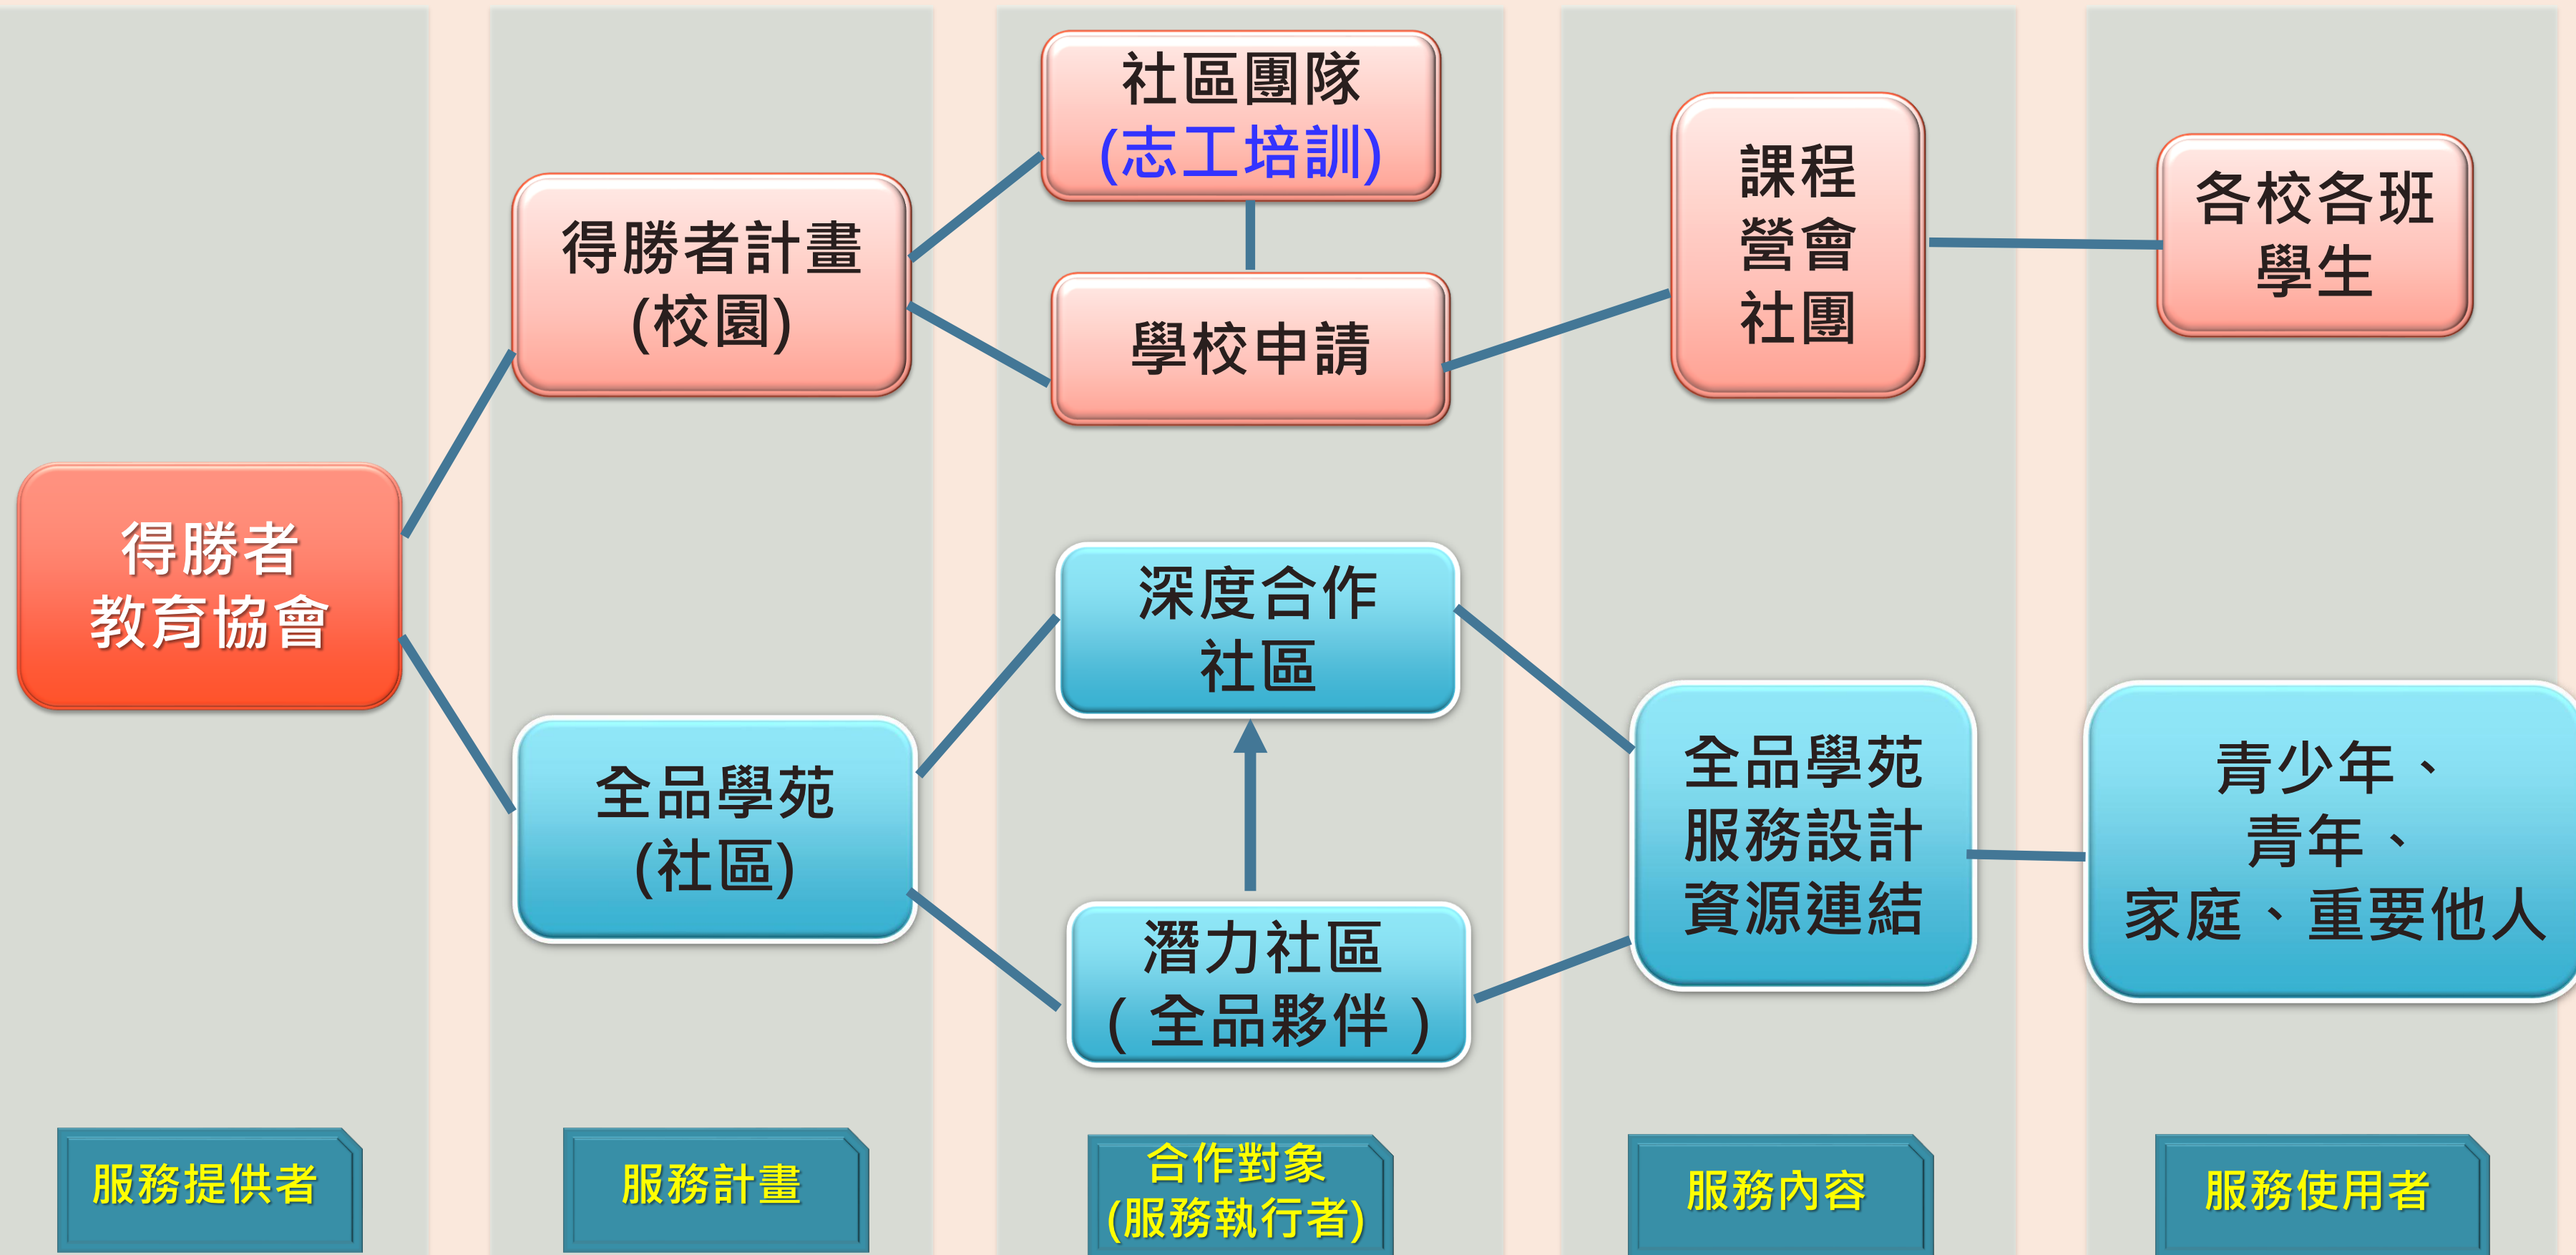 得勝者
教育協會
得勝者計畫
(校園)
全品學苑
(社區)
社區團隊
(志工培訓)
學校申請
深度合作
社區
潛力社區
( 全品夥伴 )
課程
營會
社團
全品學苑
服務設計
資源連結
各校各班
學生
青少年、
青年、
家庭、重要他人
服務提供者
服務計畫
合作對象
(服務執行者)
服務內容
服務使用者